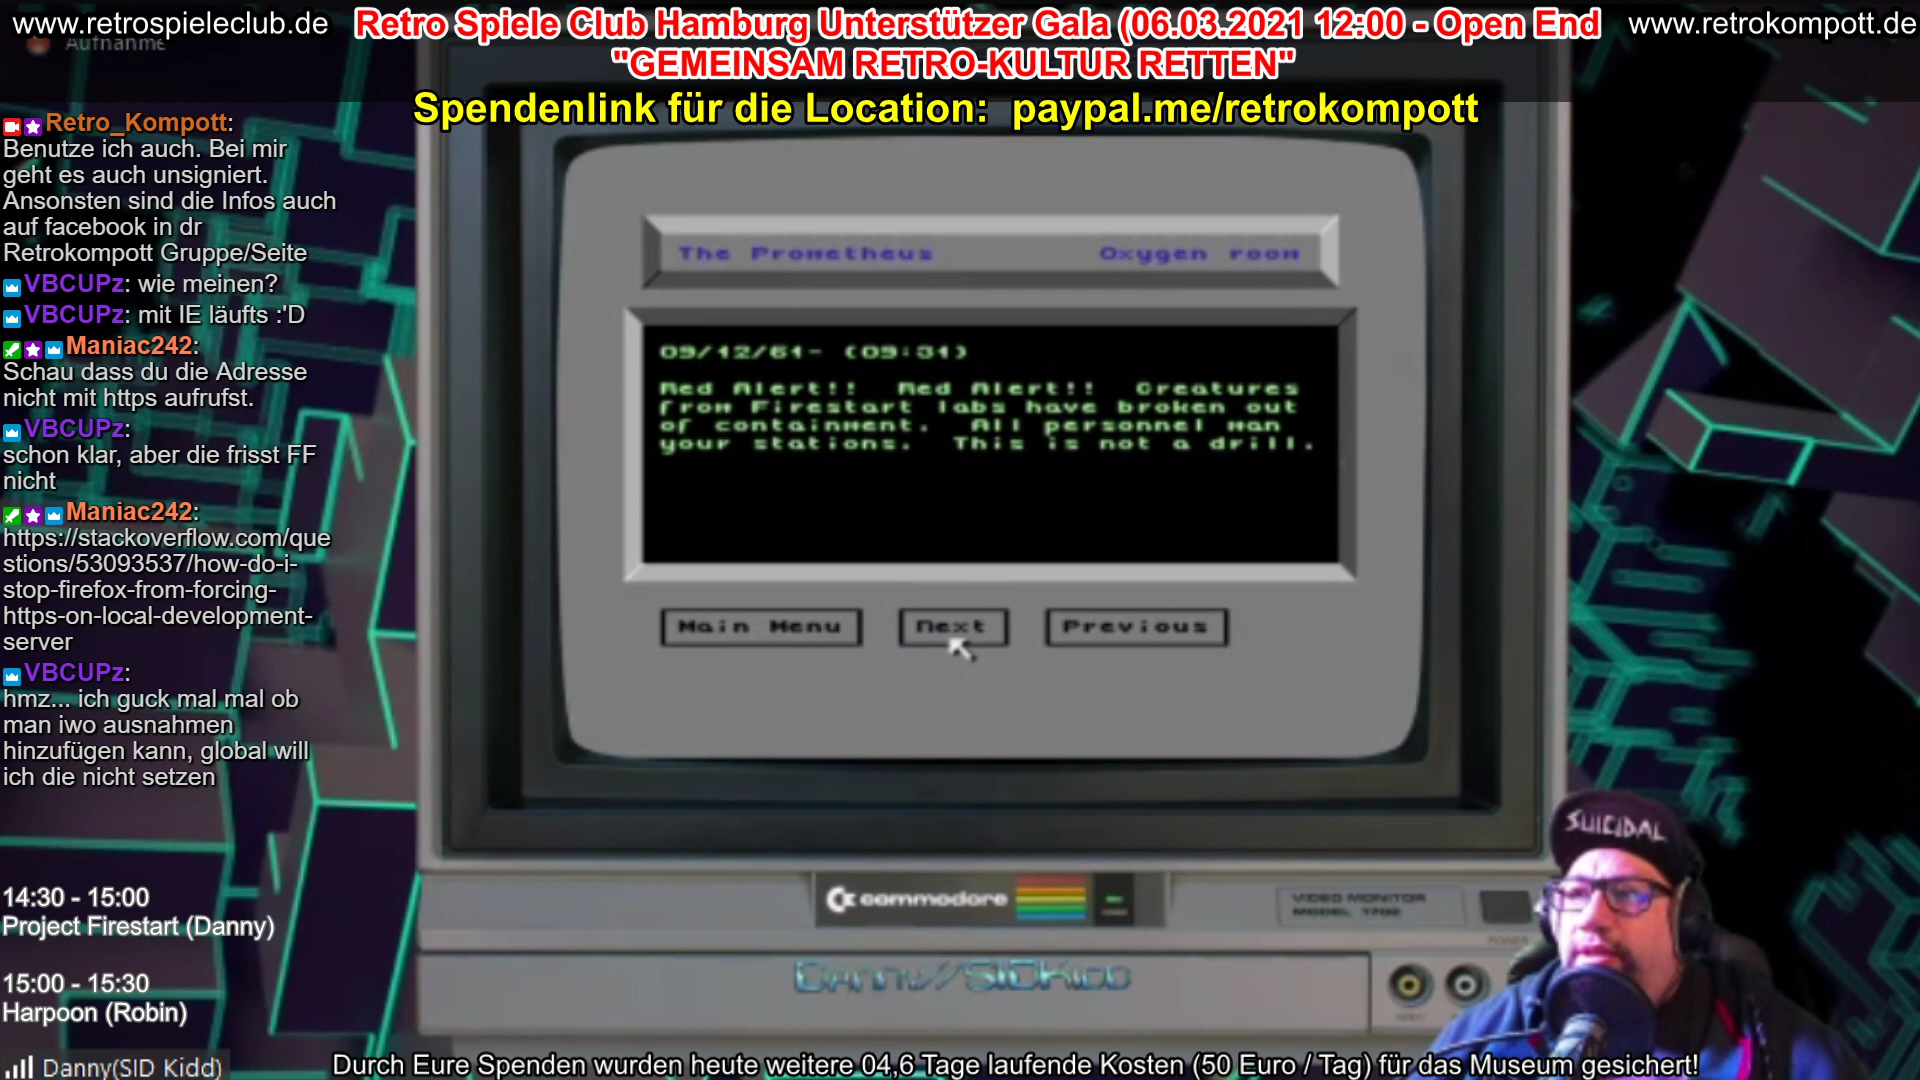 www.retrospieleclub.de
Retro Spiele Club Hamburg Unterstützer Gala (06.03.2021 12:00 - Open End
www.retrokompott.de
Aufnahme
"GEMEINSAM RETRO-KULTUR RETTEN"
Spendenlink für die Location: paypal.me/retrokompott
Retro_Kompott:
Benutze ich auch. Bei mir
geht es auch unsigniert.
Ansonsten sind die Infos auch
auf facebook in dr
Retrokompott Gruppe/Seite
VBCUPz: wie meinen?
VBCUPz: mit IE läufts :'D
Maniac242:
Schau dass du die Adresse
nicht mit https aufrufst.
VBCUPz:
schon klar, aber die frisst FF
nicht
Maniac242:
https://stackoverflow.com/que
stions/53093537/how-do-i-
stop-firefox-from-forcing-
https-on-local-development-
server
VBCUPz:
hmz... ich guck mal mal ob
man iwo ausnahmen
hinzufügen kann, global will
ich die nicht setzen
14:30 - 15:00
Project Firestart (Danny)
15:00 - 15:30
Harpoon (Robin)
Danny(SID Kidd)
The Prometheus
Oxygen room
09/12/61- (09:31)
Red Alert!! Red Alert!! Creatures
from Firestart labs have broken out
of containment. All personnel man
your stations. This is not a drill.
Main Menu
Next
Previous
commodore
VIDEO MONITOR
MODEL 1702
Danny//SIDKidd
SUICIDAL
Durch Eure Spenden wurden heute weitere 04,6 Tage laufende Kosten (50 Euro / Tag) für das Museum gesichert!